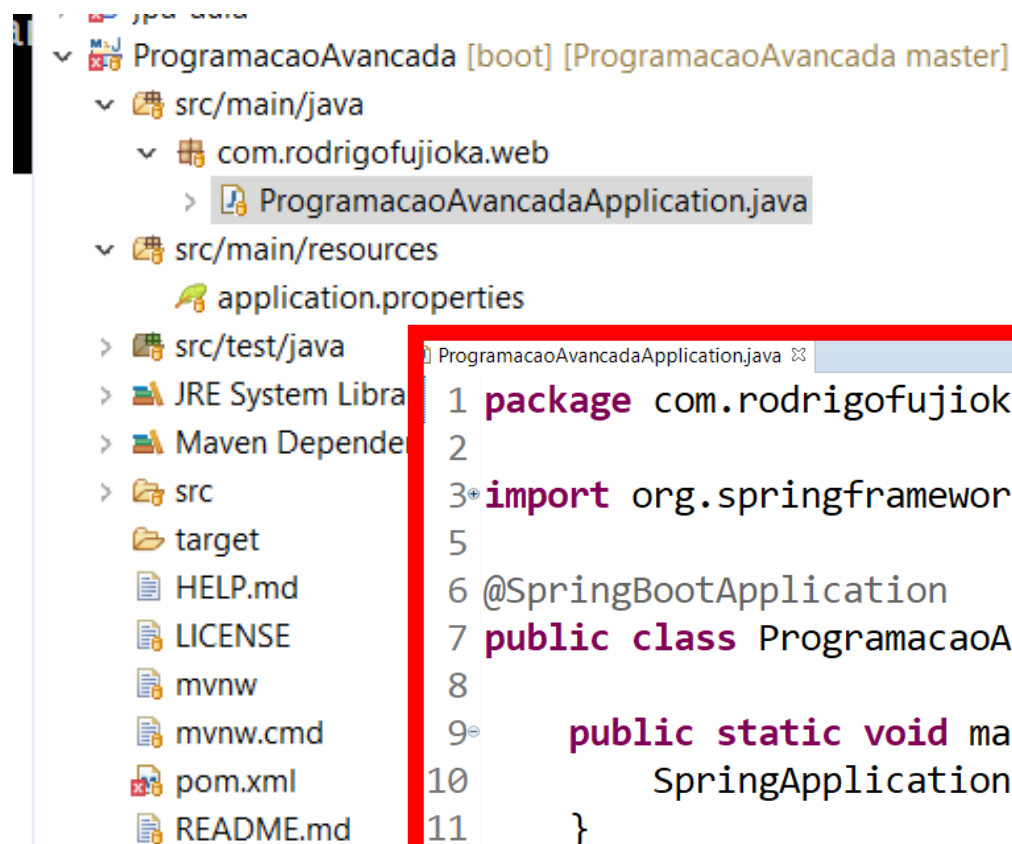 ProgramacaoAvancada [boot] [ProgramacaoAvancada master]
src/main/java
com.rodrigofujioka.web
ProgramacaoAvancadaApplication.java
src/main/resources
application.properties
src/test/java
JRE System Libra
Maven Depende
src
target
HELP.md
LICENSE
mvnw
mvnw.cmd
pom.xml
README.md
ProgramacaoAvancadaApplication.java
1 package com.rodrigofujiok
2
3 import org.springframewor
5
6 @SpringBootApplication
7 public class ProgramacaoA
8
9 public static void ma
10 SpringApplication
11 }